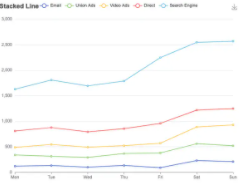 Stacked Line
Email
Union Ads
Video Ads
Direct
Search Engine
3,000
2,500
2,000
1,500
1,000
500
0
Mon
Tue
Wed
Thu
Fri
Sat
Sun